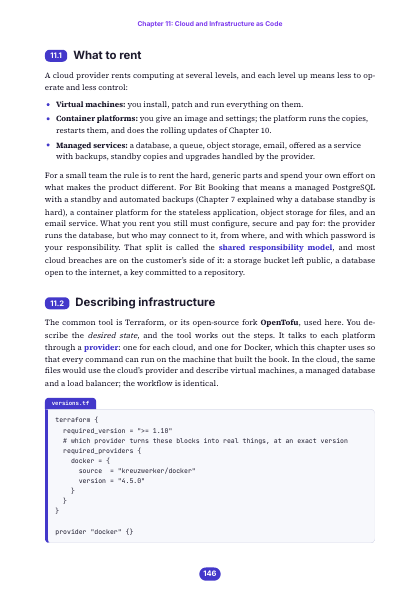 Chapter 11: Cloud and Infrastructure as Code
11.1 What to rent
A cloud provider rents computing at several levels, and each level up means less to op-
erate and less control:
• Virtual machines: you install, patch and run everything on them.
• Container platforms: you give an image and settings; the platform runs the copies,
restarts them, and does the rolling updates of Chapter 10.
• Managed services: a database, a queue, object storage, email, offered as a service
with backups, standby copies and upgrades handled by the provider.
For a small team the rule is to rent the hard, generic parts and spend your own effort on
what makes the product different. For Bit Booking that means a managed PostgreSQL
with a standby and automated backups (Chapter 7 explained why a database standby is
hard), a container platform for the stateless application, object storage for files, and an
email service. What you rent you still must configure, secure and pay for: the provider
runs the database, but who may connect to it, from where, and with which password is
your responsibility. That split is called the shared responsibility model, and most
cloud breaches are on the customer's side of it: a storage bucket left public, a database
open to the internet, a key committed to a repository.
11.2 Describing infrastructure
The common tool is Terraform, or its open-source fork OpenTofu, used here. You de-
scribe the desired state, and the tool works out the steps. It talks to each platform
through a provider: one for each cloud, and one for Docker, which this chapter uses so
that every command can run on the machine that built the book. In the cloud, the same
files would use the cloud's provider and describe virtual machines, a managed database
and a load balancer; the workflow is identical.
versions.tf
terraform {
  required_version = ">= 1.10"
  # which provider turns these blocks into real things, at an exact version
  required_providers {
    docker = {
      source  = "kreuzwerker/docker"
      version = "4.5.0"
    }
  }
}
provider "docker" {}
146